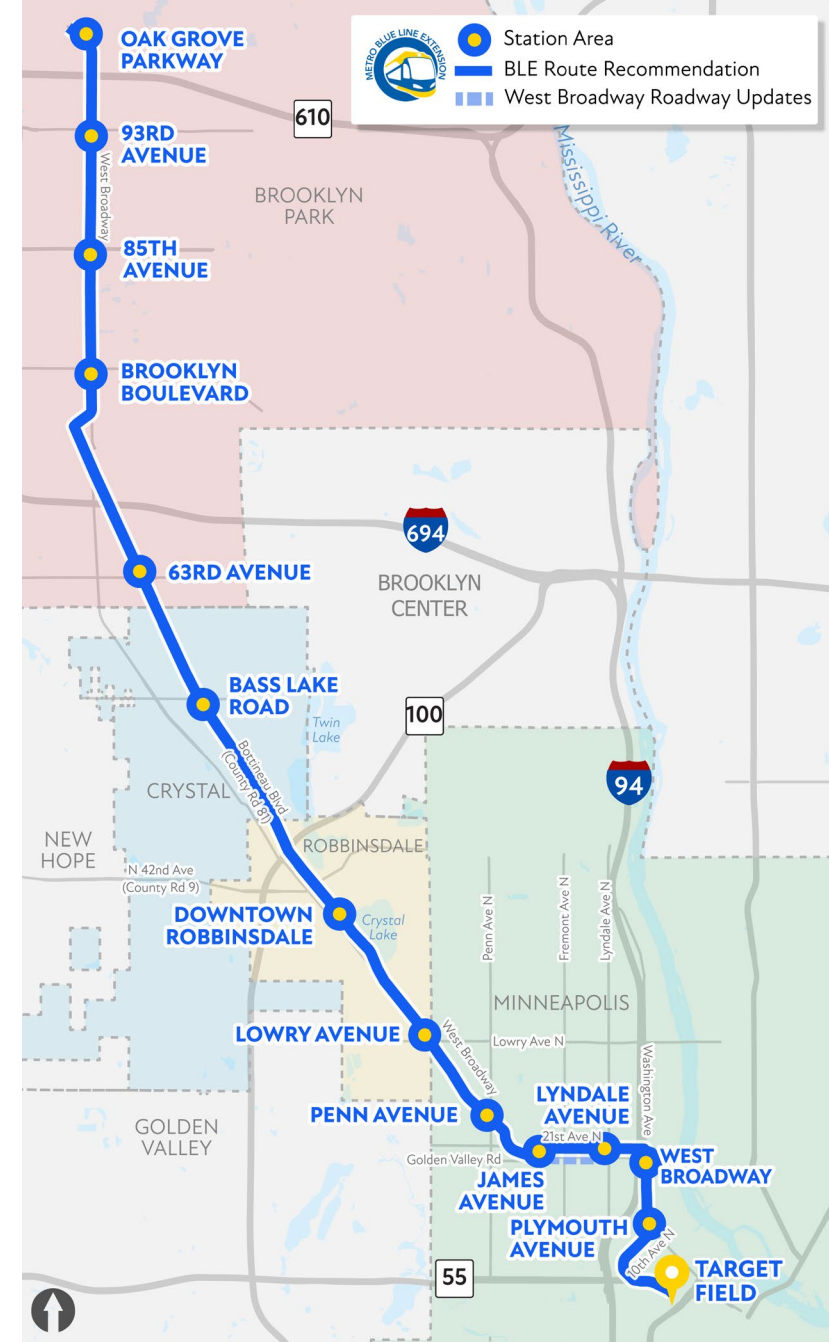 METRO BLUE LINE EXTENSION
Station Area
BLE Route Recommendation
West Broadway Roadway Updates
OAK GROVE
PARKWAY
610
93RD
AVENUE
West Broadway
Mississippi River
BROOKLYN
PARK
85TH
AVENUE
BROOKLYN
BOULEVARD
694
63RD AVENUE
BROOKLYN
CENTER
BASS LAKE
ROAD
100
Twin
Lake
Bottineau Blvd
(County Rd 81)
94
CRYSTAL
NEW
HOPE
ROBBINSDALE
N 42nd Ave
(County Rd 9)
Penn Ave N
Fremont Ave N
Lyndale Ave N
DOWNTOWN
ROBBINSDALE
Crystal
Lake
MINNEAPOLIS
LOWRY AVENUE
West Broadway
Lowry Ave N
Washington Ave
LYNDALE
AVENUE
PENN AVENUE
GOLDEN
VALLEY
21st Ave N
Golden Valley Rd
WEST
BROADWAY
JAMES
AVENUE
PLYMOUTH
AVENUE
10th Ave N
55
TARGET
FIELD